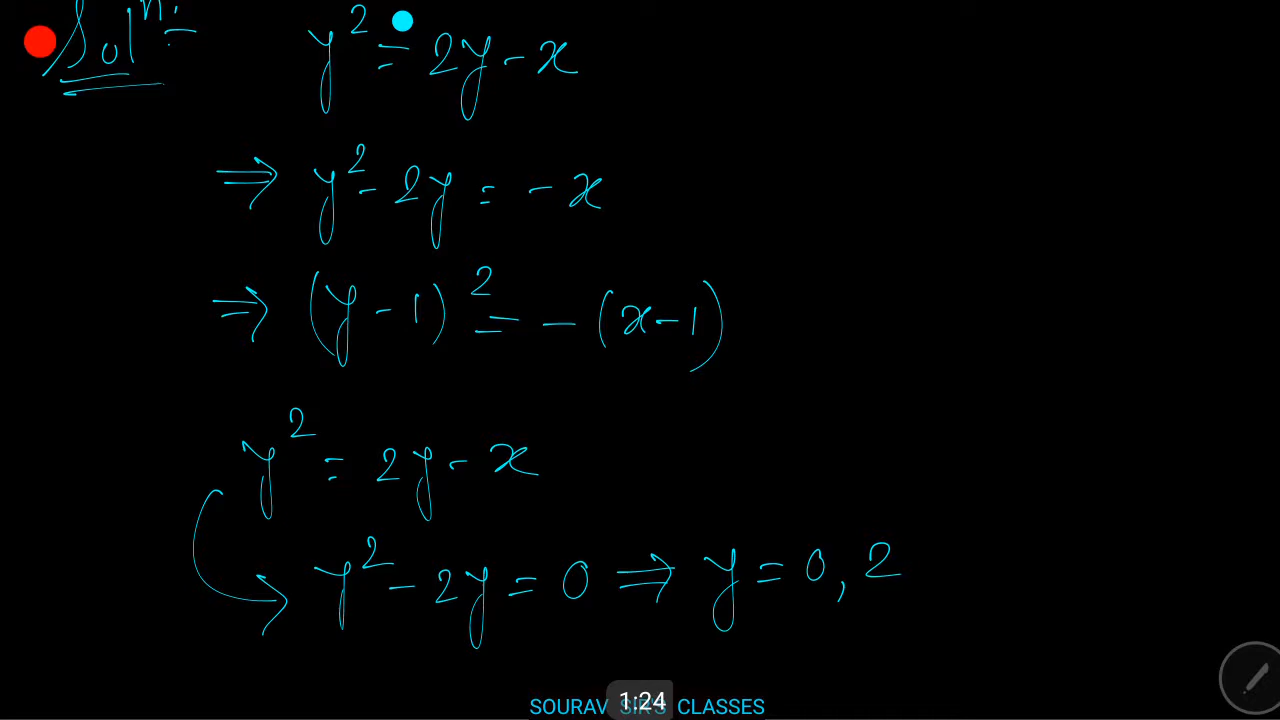 Solⁿ:
y² = 2y - x
⇒ y² - 2y = - x
⇒ (y - 1)² = - (x - 1)
y² = 2y - x
y² - 2y = 0 ⇒ y = 0, 2
SOURAV SIR'S CLASSES
1:24